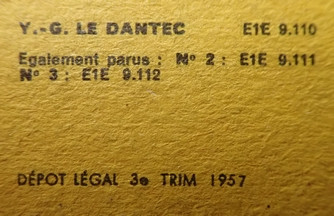 Y.-G. LE DANTEC E1E 9.110
Egalement parus : Nº 2 : E1E 9.111
Nº 3 : E1E 9.112
DÉPOT LÉGAL 3e TRIM 1957